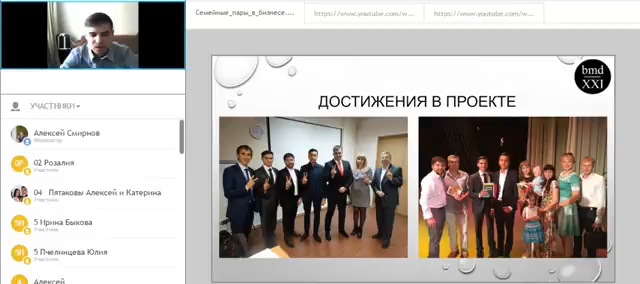 Семейные_пары_в_бизнесе....
https://www.youtube.com/w...
https://www.youtube.com/w...
bmd
XXI
ДОСТИЖЕНИЯ В ПРОЕКТЕ
УЧАСТНИКИ
Алексей Смирнов
Модератор
02 Розалия
Участник
04 Пятаковы Алексей и Катерина
Участник
5 Ирина Быкова
Участник
5 Пчелинцева Юлия
Участник
Алексей